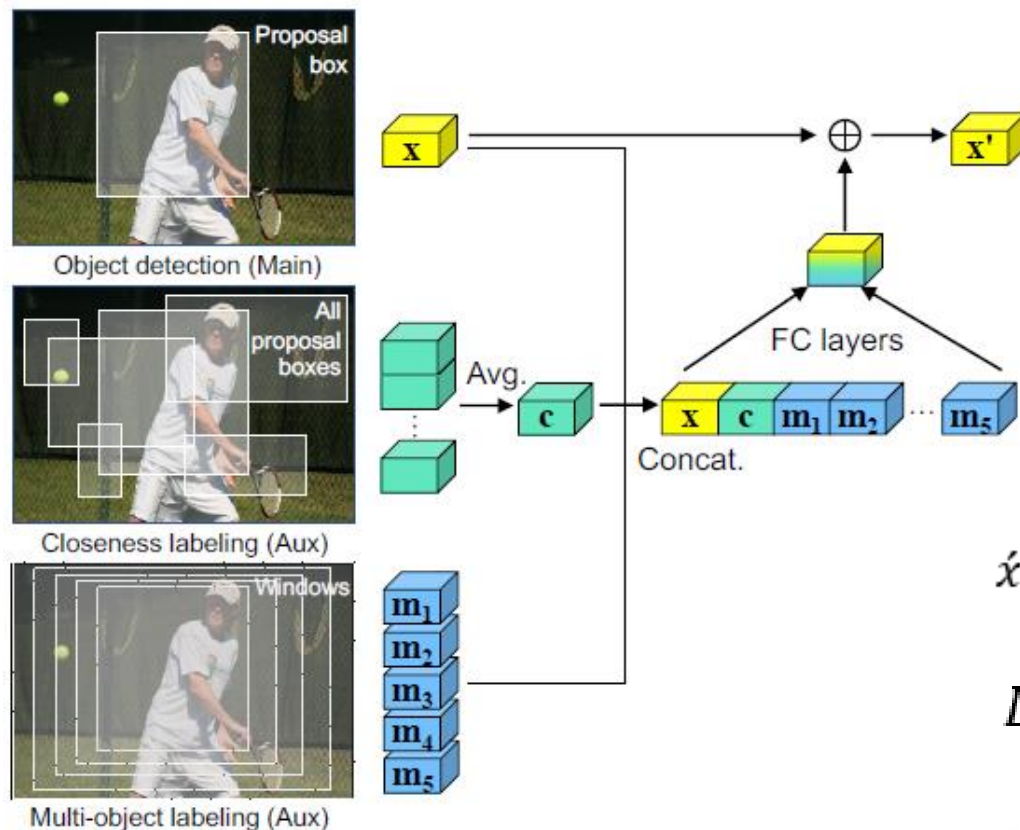 Proposal
box
x
⊕
x'
Object detection (Main)
All
proposal
boxes
Avg.
c
FC layers
x c m₁ m₂ ... m₅
Concat.
Closeness labeling (Aux)
Windows
m₁
m₂
m₃
m₄
m₅
x́
Multi-object labeling (Aux)